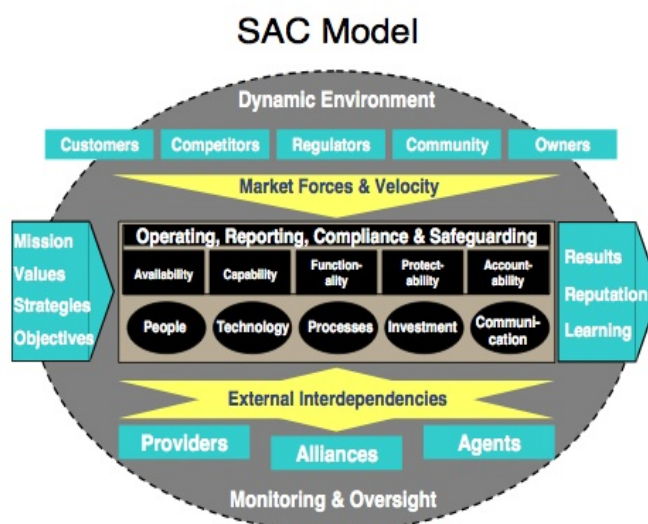 SAC Model
Dynamic Environment
Customers
Competitors
Regulators
Community
Owners
Market Forces & Velocity
Mission
Values
Strategies
Objectives
Operating, Reporting, Compliance & Safeguarding
Availability
Capability
Function-
ality
Protect-
ability
Account-
ability
People
Technology
Processes
Investment
Communi-
cation
Results
Reputation
Learning
External Interdependencies
Providers
Alliances
Agents
Monitoring & Oversight